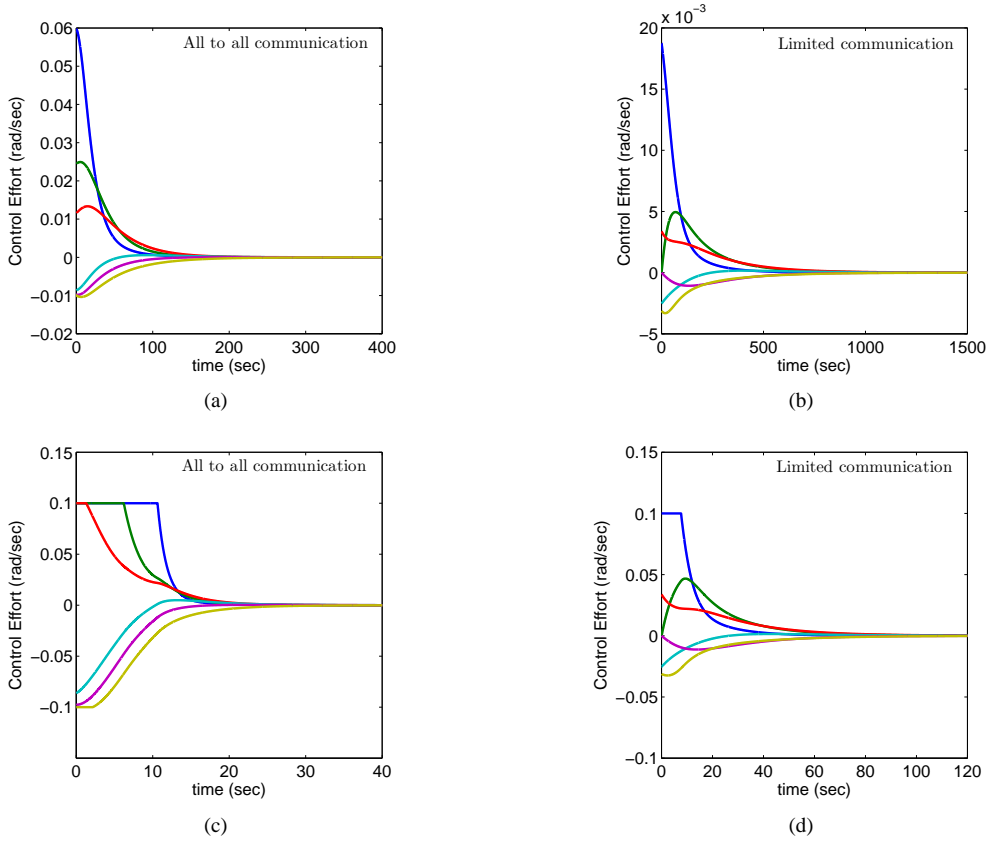 All to all communication
0.06
0.05
0.04
0.03
0.02
0.01
0
−0.01
−0.02
Control Effort (rad/sec)
0 100 200 300 400
time (sec)
(a)
x 10⁻³
Limited communication
20
15
10
5
0
−5
Control Effort (rad/sec)
0 500 1000 1500
time (sec)
(b)
All to all communication
0.15
0.1
0.05
0
−0.05
−0.1
Control Effort (rad/sec)
0 10 20 30 40
time (sec)
(c)
Limited communication
0.15
0.1
0.05
0
−0.05
−0.1
Control Effort (rad/sec)
0 20 40 60 80 100 120
time (sec)
(d)